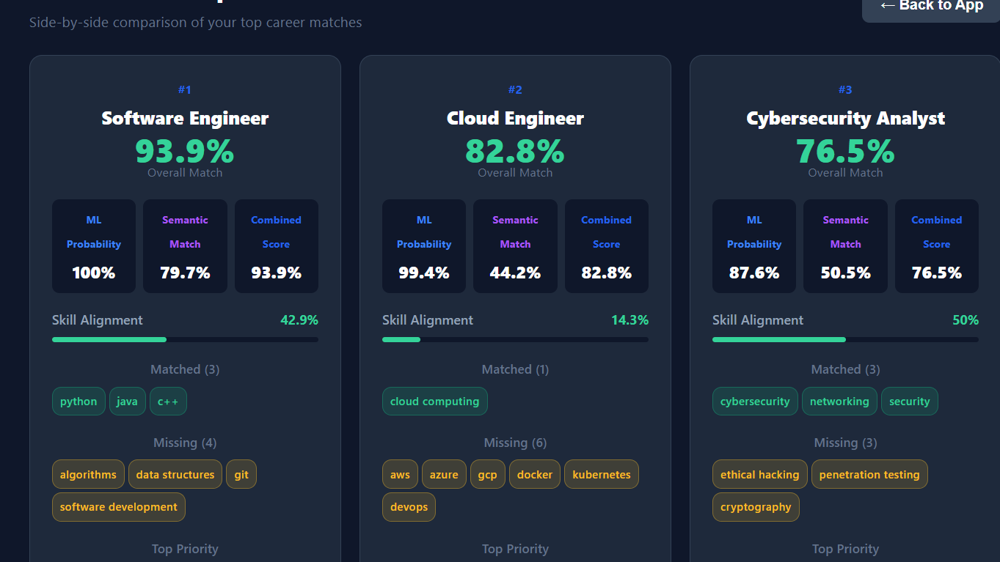 Side-by-side comparison of your top career matches
← Back to App
#1
Software Engineer
93.9%
Overall Match
ML Probability
100%
Semantic Match
79.7%
Combined Score
93.9%
Skill Alignment 42.9%
Matched (3)
python java c++
Missing (4)
algorithms data structures git
software development
Top Priority
#2
Cloud Engineer
82.8%
Overall Match
ML Probability
99.4%
Semantic Match
44.2%
Combined Score
82.8%
Skill Alignment 14.3%
Matched (1)
cloud computing
Missing (6)
aws azure gcp docker kubernetes
devops
Top Priority
#3
Cybersecurity Analyst
76.5%
Overall Match
ML Probability
87.6%
Semantic Match
50.5%
Combined Score
76.5%
Skill Alignment 50%
Matched (3)
cybersecurity networking security
Missing (3)
ethical hacking penetration testing
cryptography
Top Priority